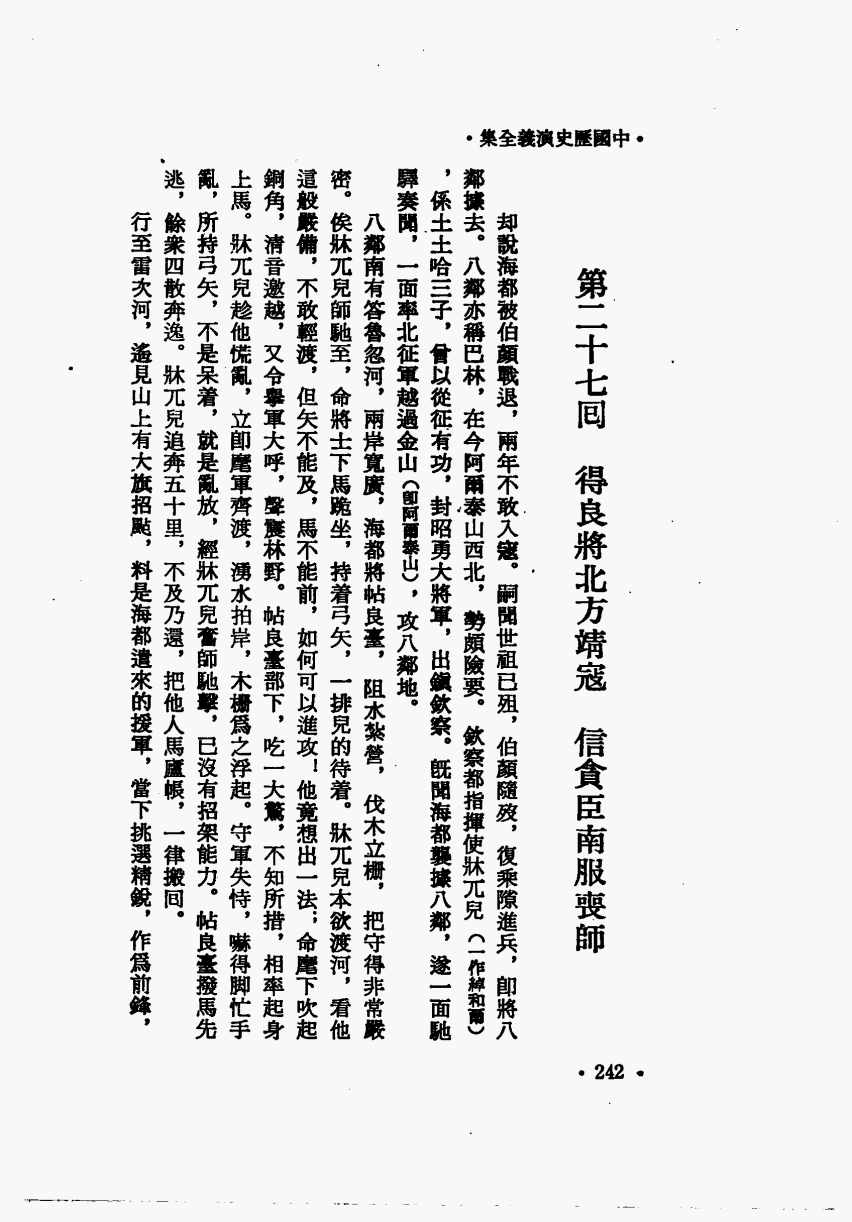 •中國歷史演義全集•
第二十七囘　得良將北方靖寇　信貪臣南服喪師
却說海都被伯顏戰退，兩年不敢入寇。嗣聞世祖已殂，伯顏隨歿，復乘隙進兵，卽將八
鄰據去。八鄰亦稱巴林，在今阿爾泰山西北，勢頗險要。欽察都指揮使牀兀兒（一作綽和爾）
，係土土哈三子，曾以從征有功，封昭勇大將軍，出鎭欽察。旣聞海都襲據八鄰，遂一面馳
驛奏聞，一面率北征軍越過金山（卽阿爾泰山），攻八鄰地。
八鄰南有答魯忽河，兩岸寬廣，海都將帖良臺，阻水紮營，伐木立栅，把守得非常嚴
密。俟牀兀兒師馳至，命將士下馬跪坐，持着弓矢，一排兒的待着。牀兀兒本欲渡河，看他
這般嚴備，不敢輕渡，但矢不能及，馬不能前，如何可以進攻！他竟想出一法；命麾下吹起
銅角，淸音邀越，又令舉軍大呼，聲震林野。帖良臺部下，吃一大驚，不知所措，相率起身
上馬。牀兀兒趁他慌亂，立卽麾軍齊渡，湧水拍岸，木栅爲之浮起。守軍失恃，嚇得脚忙手
亂，所持弓矢，不是呆着，就是亂放，經牀兀兒奮師馳擊，已沒有招架能力。帖良臺撥馬先
逃，餘衆四散奔逸。牀兀兒追奔五十里，不及乃還，把他人馬廬帳，一律搬囘。
行至雷次河，遙見山上有大旗招颭，料是海都遣來的援軍，當下挑選精銳，作爲前鋒，
•242•